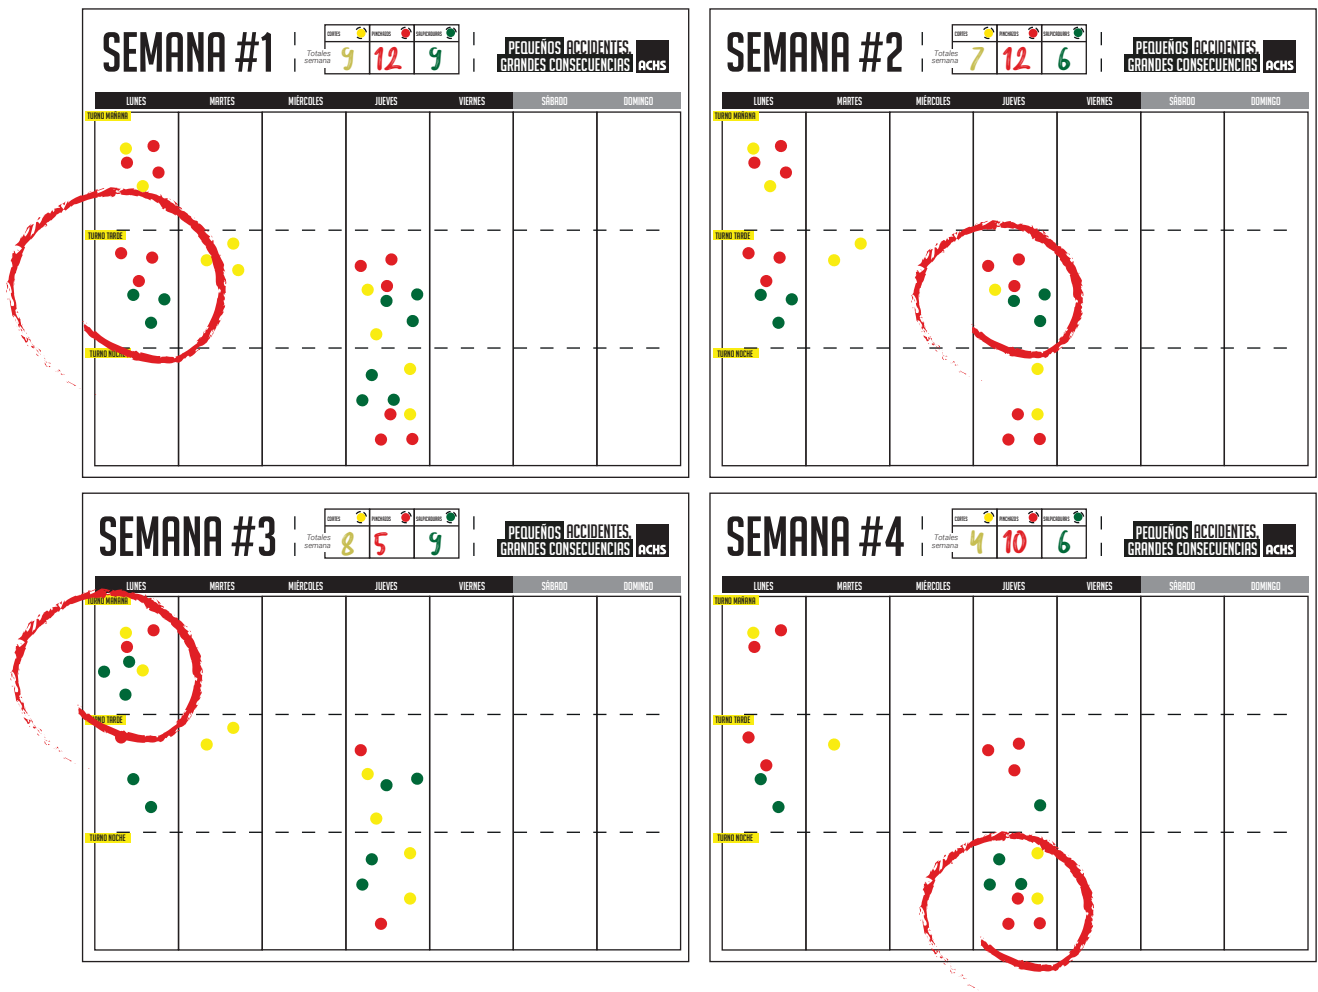 SEMANA #1
Totales semana
CORTES PINCHAZOS SALPICADURAS
9 12 9
PEQUEÑOS ACCIDENTES,
GRANDES CONSECUENCIAS ACHS
LUNES MARTES MIÉRCOLES JUEVES VIERNES SÁBADO DOMINGO
TURNO MAÑANA
TURNO TARDE
TURNO NOCHE
SEMANA #2
Totales semana
CORTES PINCHAZOS SALPICADURAS
7 12 6
PEQUEÑOS ACCIDENTES,
GRANDES CONSECUENCIAS ACHS
LUNES MARTES MIÉRCOLES JUEVES VIERNES SÁBADO DOMINGO
TURNO MAÑANA
TURNO TARDE
TURNO NOCHE
SEMANA #3
Totales semana
CORTES PINCHAZOS SALPICADURAS
8 5 9
PEQUEÑOS ACCIDENTES,
GRANDES CONSECUENCIAS ACHS
LUNES MARTES MIÉRCOLES JUEVES VIERNES SÁBADO DOMINGO
TURNO MAÑANA
TURNO TARDE
TURNO NOCHE
SEMANA #4
Totales semana
CORTES PINCHAZOS SALPICADURAS
4 10 6
PEQUEÑOS ACCIDENTES,
GRANDES CONSECUENCIAS ACHS
LUNES MARTES MIÉRCOLES JUEVES VIERNES SÁBADO DOMINGO
TURNO MAÑANA
TURNO TARDE
TURNO NOCHE